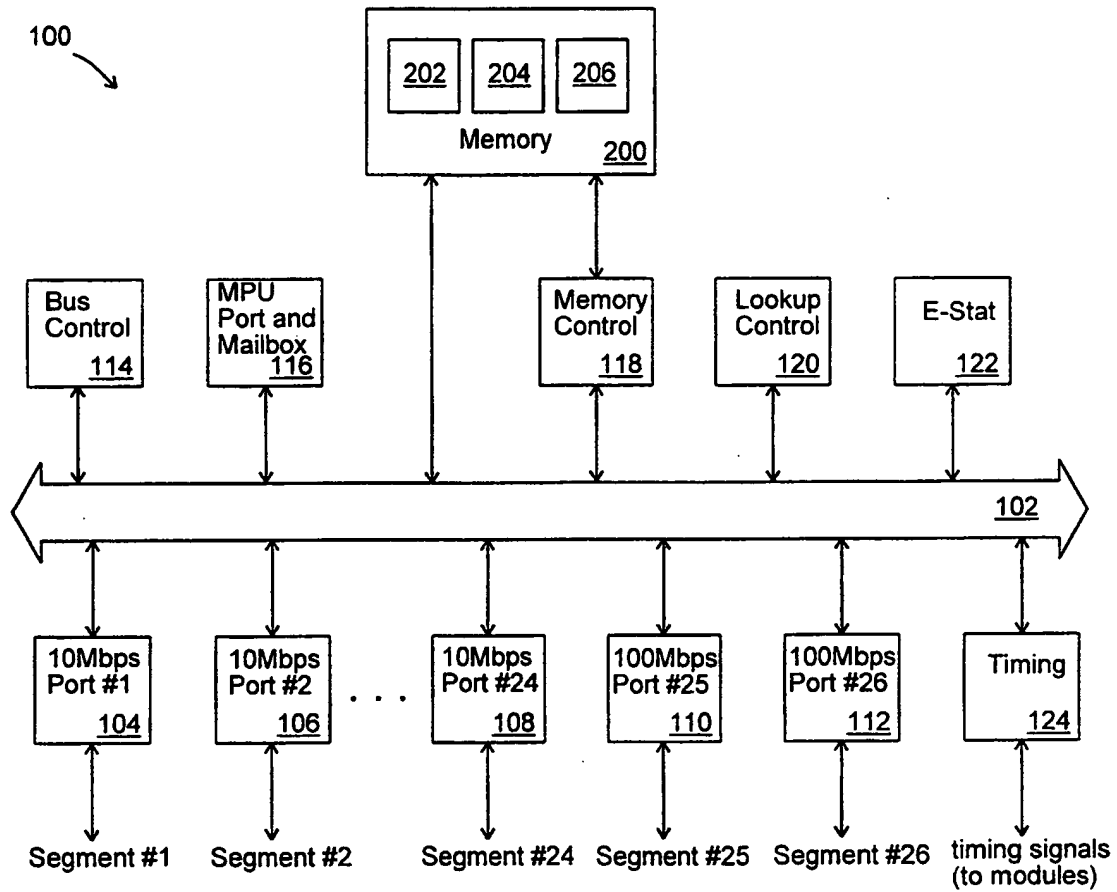 100
202 204 206
Memory
200
Bus
Control
114
MPU
Port and
Mailbox
116
Memory
Control
118
Lookup
Control
120
E-Stat
122
102
10Mbps
Port #1
104
10Mbps
Port #2
106
. . .
10Mbps
Port #24
108
100Mbps
Port #25
110
100Mbps
Port #26
112
Timing
124
Segment #1
Segment #2
Segment #24
Segment #25
Segment #26
timing signals
(to modules)